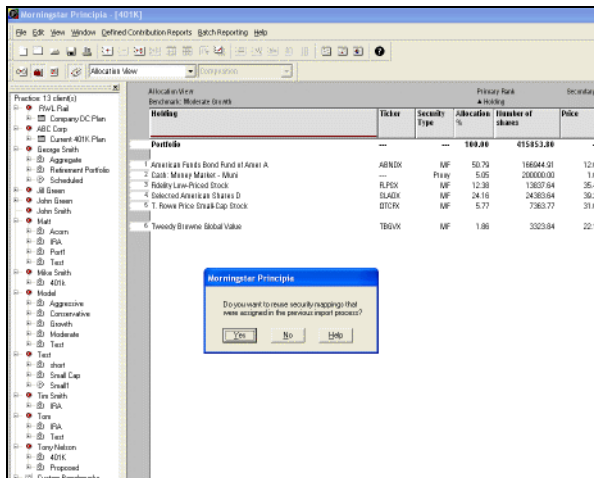 Morningstar Principia - [401K]
File Edit View Window Defined Contribution Reports Batch Reporting Help
Allocation View
Composition
Practice: 13 client(s)
RWL Rail
Company DC Plan
ABC Corp
Current 401K Plan
George Smith
Aggregate
Retirement Portfolio
Scheduled
Jill Green
John Green
John Smith
Matt
Acorn
IRA
Port1
Test
Mike Smith
401k
Model
Aggressive
Conservative
Growth
Moderate
Test
Test
short
Small Cap
Small1
Tim Smith
IRA
Tom
IRA
Test
Tony Nelson
401K
Proposed
Custom Benchmarks
Allocation View Primary Rank Secondary
Benchmark: Moderate Growth Holding
Holding Ticker Security Type Allocation % Number of shares Price
Portfolio --- --- 100.00 415853.80
1 American Funds Bond Fund of Amer A ABNDX MF 50.79 166944.91
2 Cash: Money Market - Muni --- Proxy 5.05 200000.00
3 Fidelity Low-Priced Stock FLPSX MF 12.38 13837.64
4 Selected American Shares D SLADX MF 24.16 24383.64
5 T. Rowe Price Small-Cap Stock OTCFX MF 5.77 7363.77
6 Tweedy Browne Global Value TBGVX MF 1.86 3323.84
Morningstar Principia
Do you want to reuse security mappings that
were assigned in the previous import process?
Yes No Help